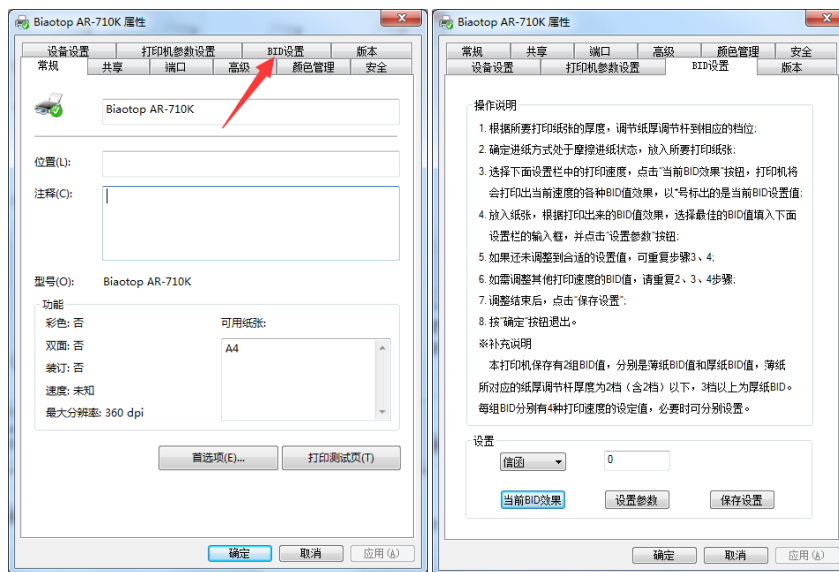 Biaotop AR-710K 属性
设备设置
打印机参数设置
BID设置
版本
常规
共享
端口
高级
颜色管理
安全
Biaotop AR-710K
位置(L):
注释(C):
型号(O): Biaotop AR-710K
功能
彩色: 否
可用纸张:
双面: 否
A4
装订: 否
速度: 未知
最大分辨率: 360 dpi
首选项(E)...
打印测试页(T)
确定
取消
应用(A)
Biaotop AR-710K 属性
常规
共享
端口
高级
颜色管理
安全
设备设置
打印机参数设置
BID设置
版本
操作说明
1. 根据所要打印纸张的厚度，调节纸厚调节杆到相应的档位;
2. 确定进纸方式处于摩擦进纸状态，放入所要打印纸张;
3. 选择下面设置栏中的打印速度，点击"当前BID效果"按钮，打印机将
会打印出当前速度的各种BID值效果，以*号标出的是当前BID设置值;
4. 放入纸张，根据打印出来的BID值效果，选择最佳的BID值填入下面
设置栏的输入框，并点击"设置参数"按钮;
5. 如果还未调整到合适的设置值，可重复步骤3、4;
6. 如需调整其他打印速度的BID值，请重复2、3、4步骤;
7. 调整结束后，点击"保存设置";
8. 按"确定"按钮退出。
※补充说明
本打印机保存有2组BID值，分别是薄纸BID值和厚纸BID值，薄纸
所对应的纸厚调节杆厚度为2档（含2档）以下，3档以上为厚纸BID。
每组BID分别有4种打印速度的设定值，必要时可分别设置。
设置
信函
0
当前BID效果
设置参数
保存设置
确定
取消
应用(A)